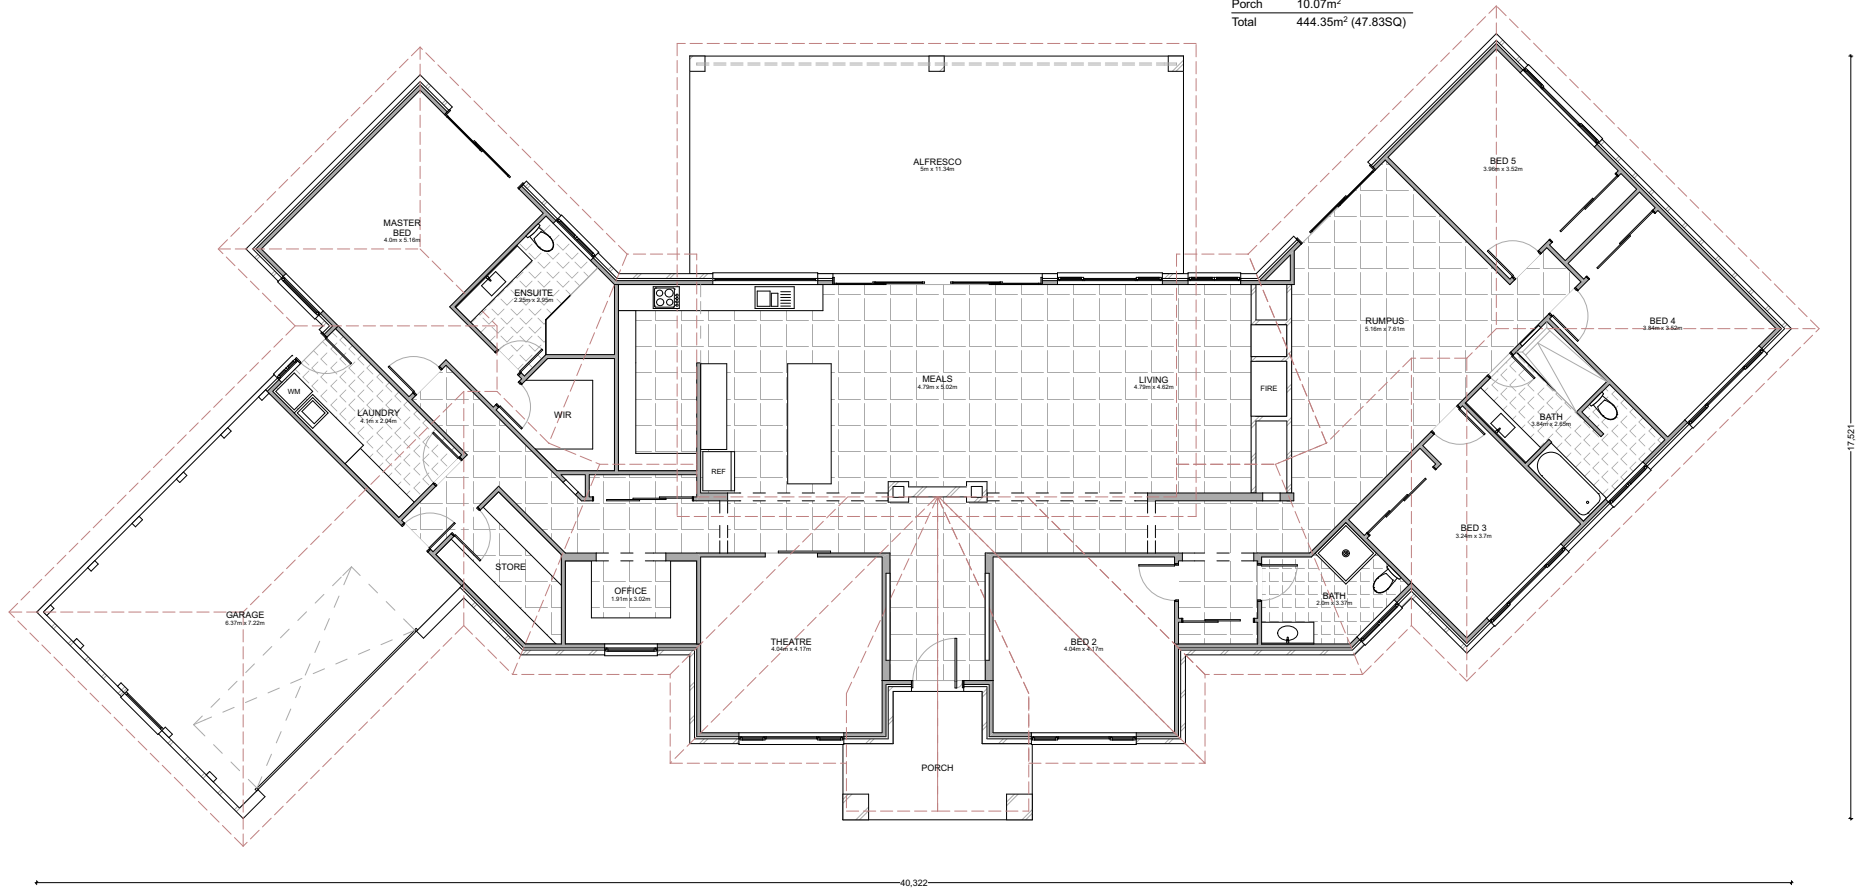 Porch 10.07m²
Total 444.35m² (47.83SQ)
ALFRESCO
5m x 11.34m
BED 5
3.96m x 3.52m
MASTER
BED
4.0m x 5.16m
ENSUITE
2.25m x 2.95m
RUMPUS
5.16m x 7.61m
BED 4
3.84m x 3.52m
MEALS
4.79m x 5.02m
LIVING
4.79m x 4.62m
FIRE
WM
LAUNDRY
4.1m x 2.04m
WIR
BATH
3.84m x 2.65m
17,521
REF
BED 3
3.24m x 3.7m
STORE
OFFICE
1.91m x 3.02m
BATH
2.0m x 3.37m
GARAGE
6.37m x 7.22m
THEATRE
4.04m x 4.17m
BED 2
4.04m x 4.17m
PORCH
40,322